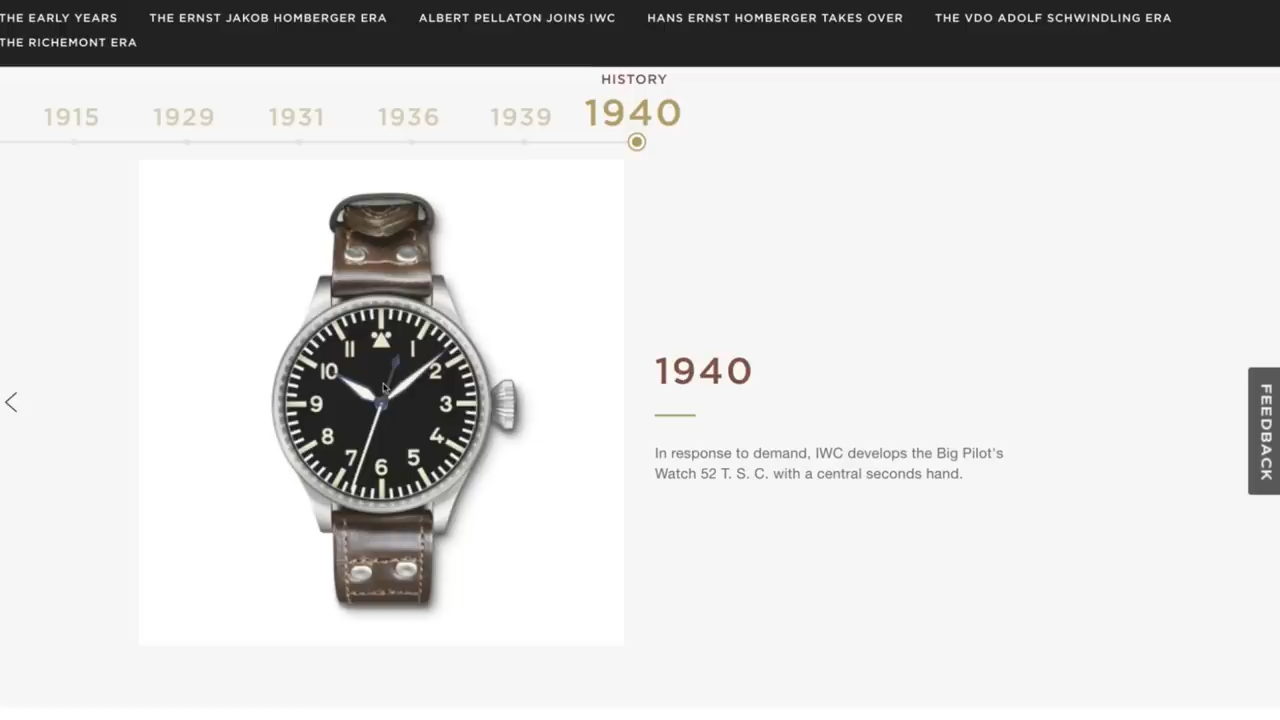 THE EARLY YEARS THE ERNST JAKOB HOMBERGER ERA ALBERT PELLATON JOINS IWC HANS ERNST HOMBERGER TAKES OVER THE VDO ADOLF SCHWINDLING ERA
THE RICHEMONT ERA
HISTORY
1915 1929 1931 1936 1939 1940
11 1
10 2
9 3
8 4
7 5
6
1940
In response to demand, IWC develops the Big Pilot's
Watch 52 T. S. C. with a central seconds hand.
FEEDBACK